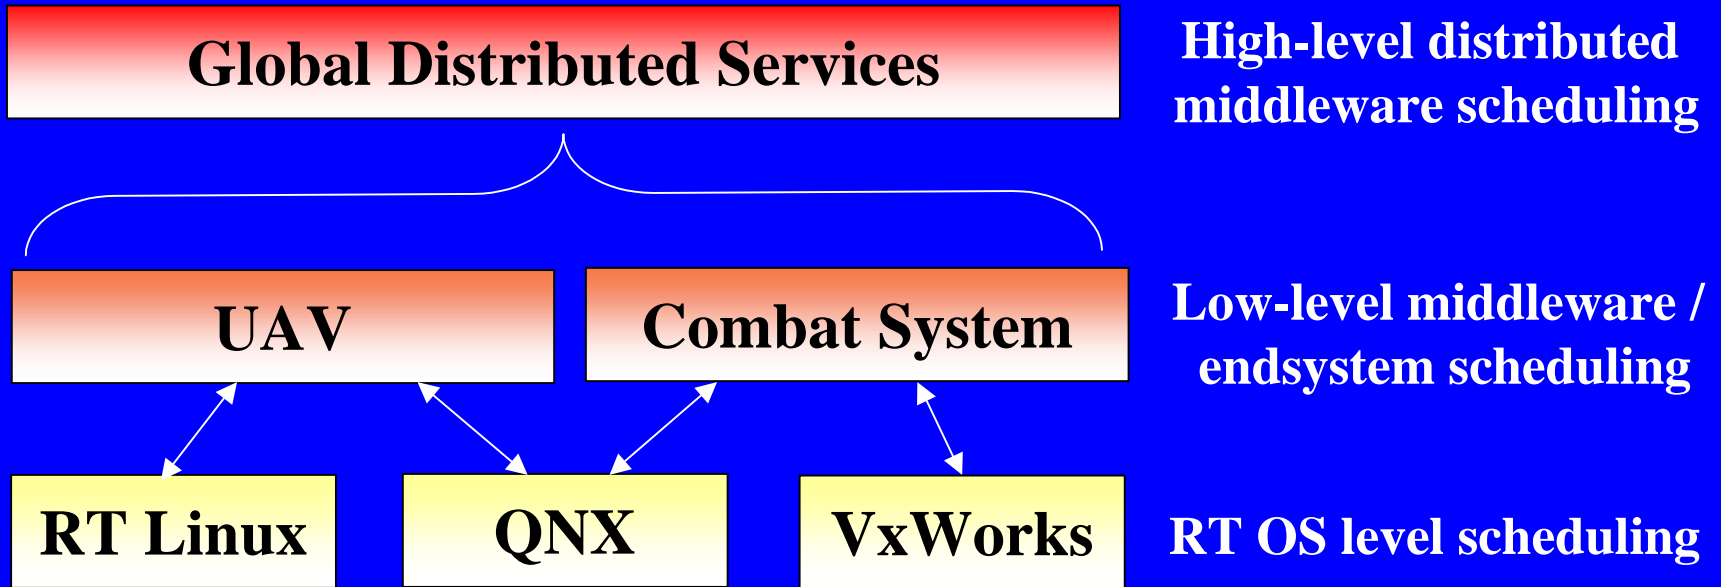 Global Distributed Services
High-level distributed
middleware scheduling
UAV
Combat System
Low-level middleware /
endsystem scheduling
RT Linux
QNX
VxWorks
RT OS level scheduling